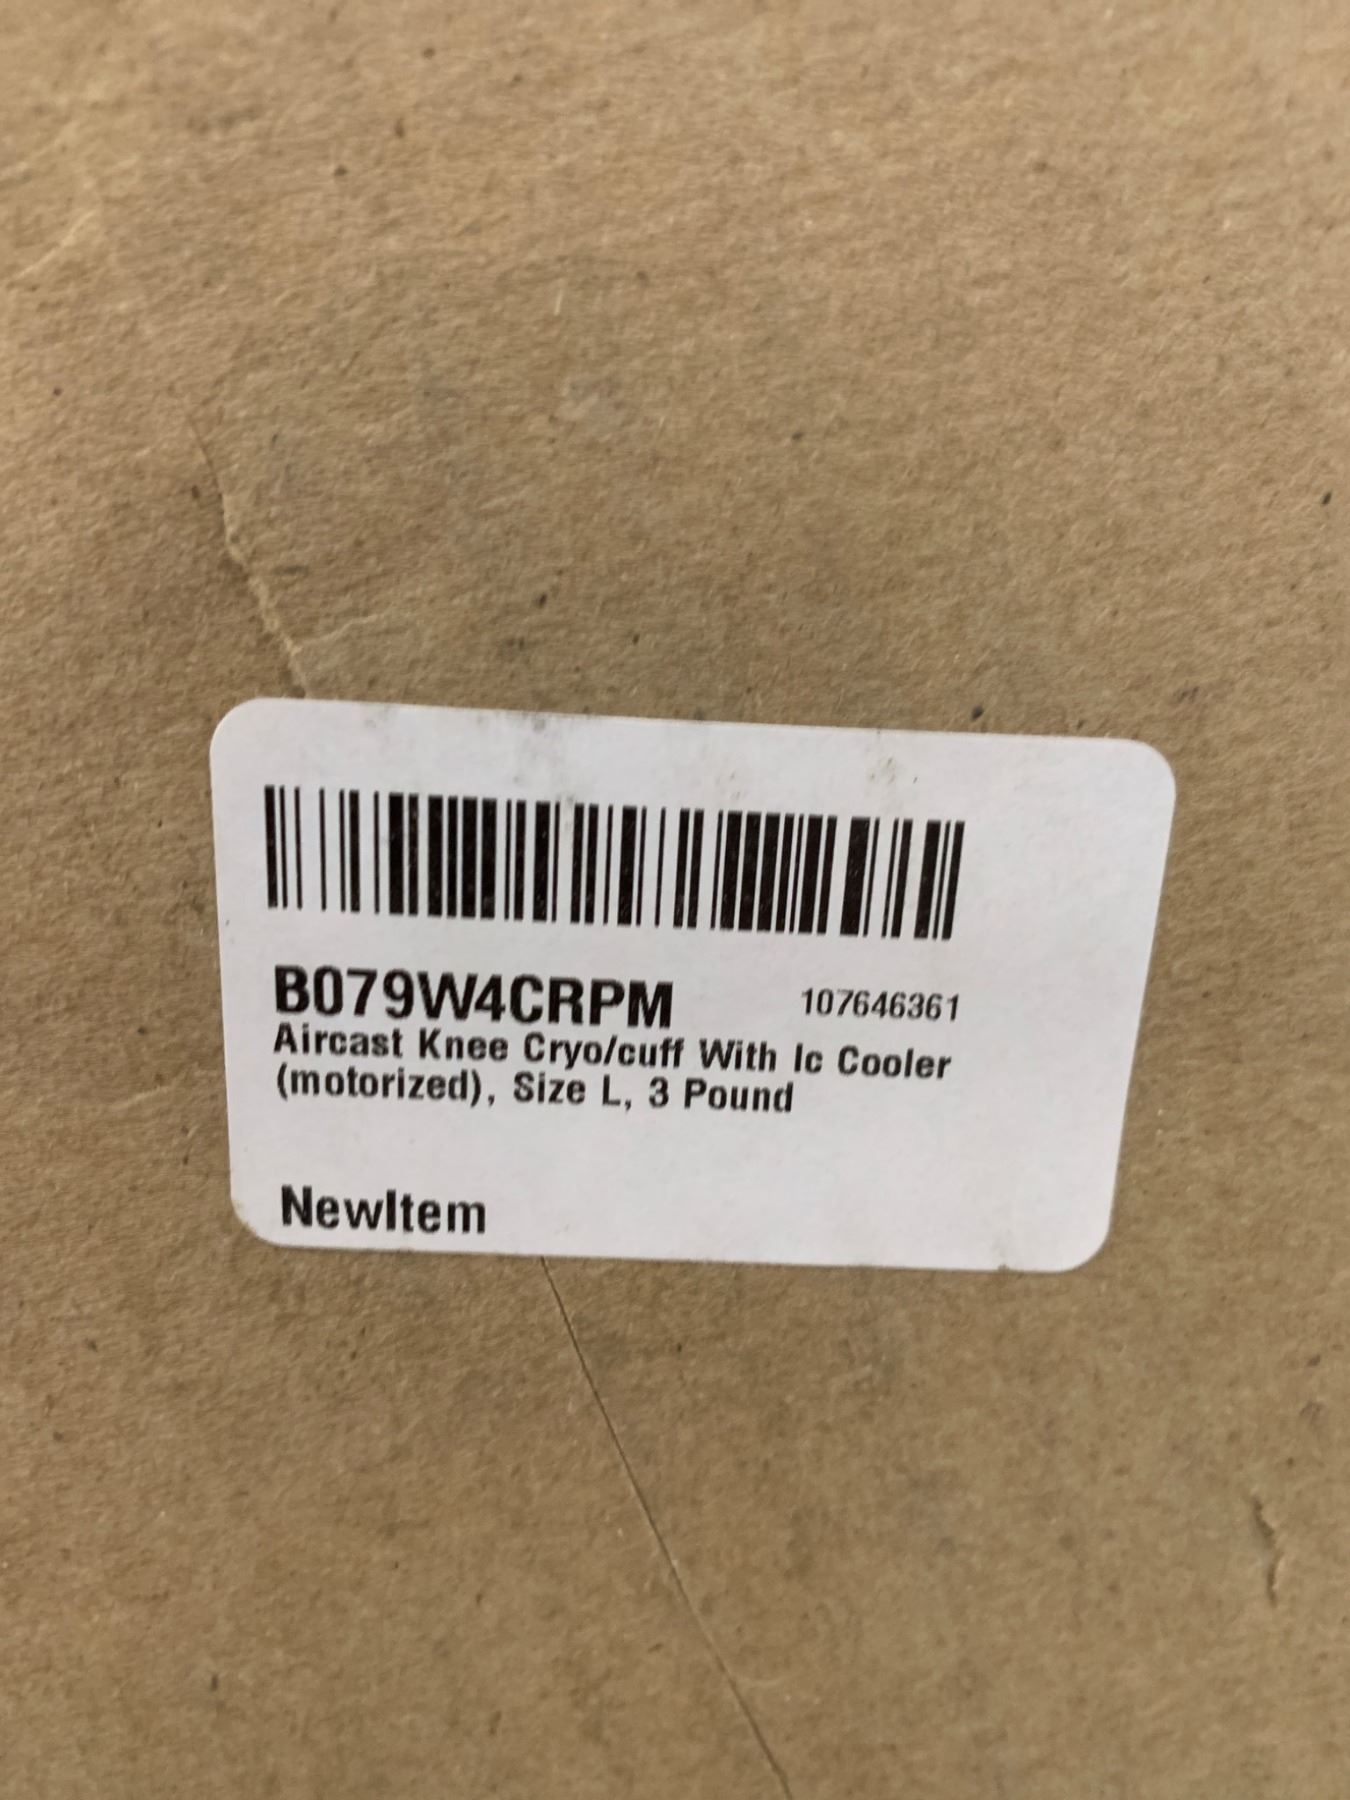 B079W4CRPM 107646361
Aircast Knee Cryo/cuff With Ic Cooler
(motorized), Size L, 3 Pound
NewItem